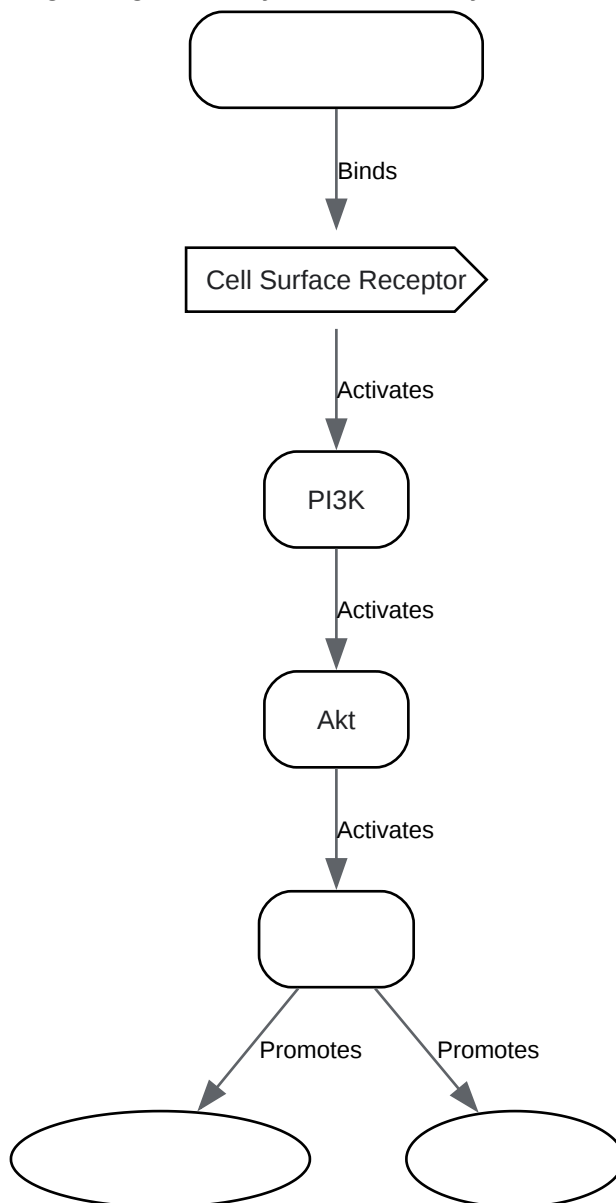 Binds
Cell Surface Receptor
Activates
PI3K
Activates
Akt
Activates
Promotes Promotes